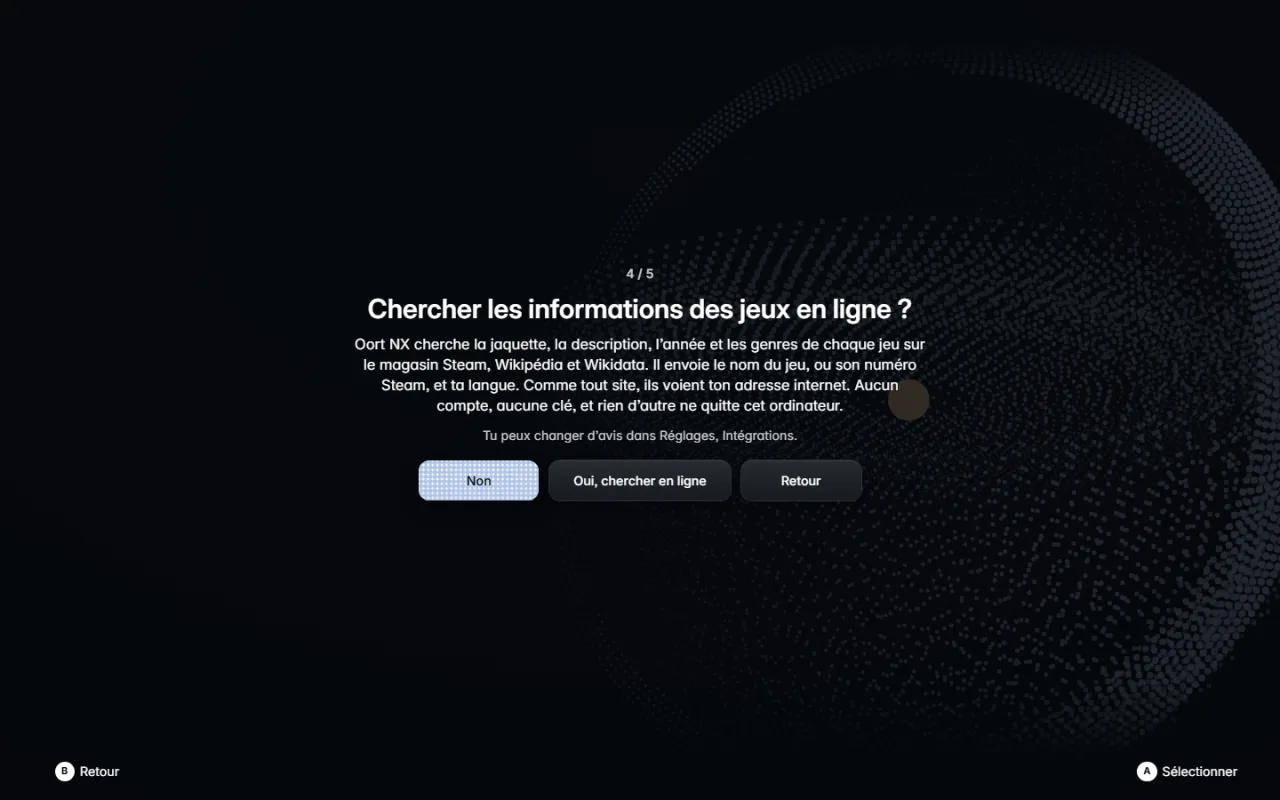 4 / 5
Chercher les informations des jeux en ligne ?
Oort NX cherche la jaquette, la description, l’année et les genres de chaque jeu sur
le magasin Steam, Wikipédia et Wikidata. Il envoie le nom du jeu, ou son numéro
Steam, et ta langue. Comme tout site, ils voient ton adresse internet. Aucun
compte, aucune clé, et rien d’autre ne quitte cet ordinateur.
Tu peux changer d’avis dans Réglages, Intégrations.
Non
Oui, chercher en ligne
Retour
B Retour
A Sélectionner